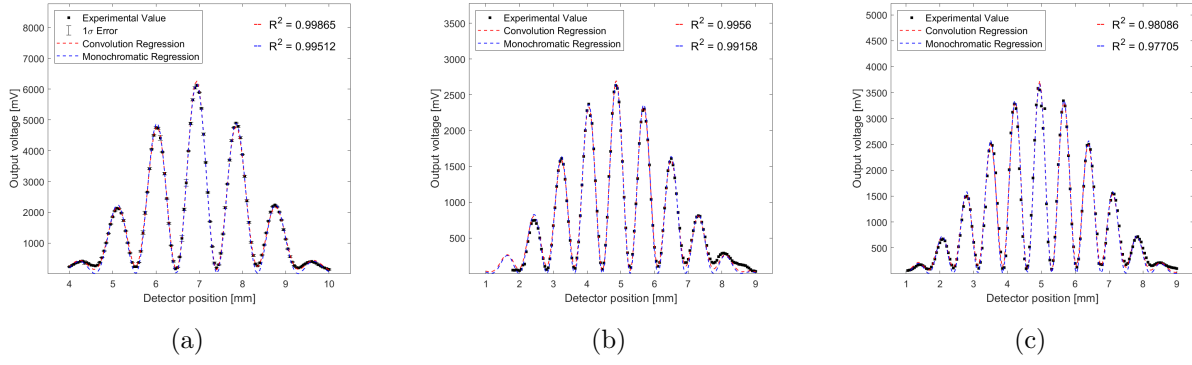 Experimental Value
1σ Error
Convolution Regression
Monochromatic Regression
R² = 0.99865
R² = 0.99512
Output voltage [mV]
8000
7000
6000
5000
4000
3000
2000
1000
4 5 6 7 8 9 10
Detector position [mm]
(a)
Experimental Value
Convolution Regression
Monochromatic Regression
R² = 0.9956
R² = 0.99158
Output voltage [mV]
3500
3000
2500
2000
1500
1000
500
1 2 3 4 5 6 7 8 9
Detector position [mm]
(b)
Experimental Value
Convolution Regression
Monochromatic Regression
R² = 0.98086
R² = 0.97705
Output voltage [mV]
5000
4500
4000
3500
3000
2500
2000
1500
1000
500
1 2 3 4 5 6 7 8 9
Detector position [mm]
(c)